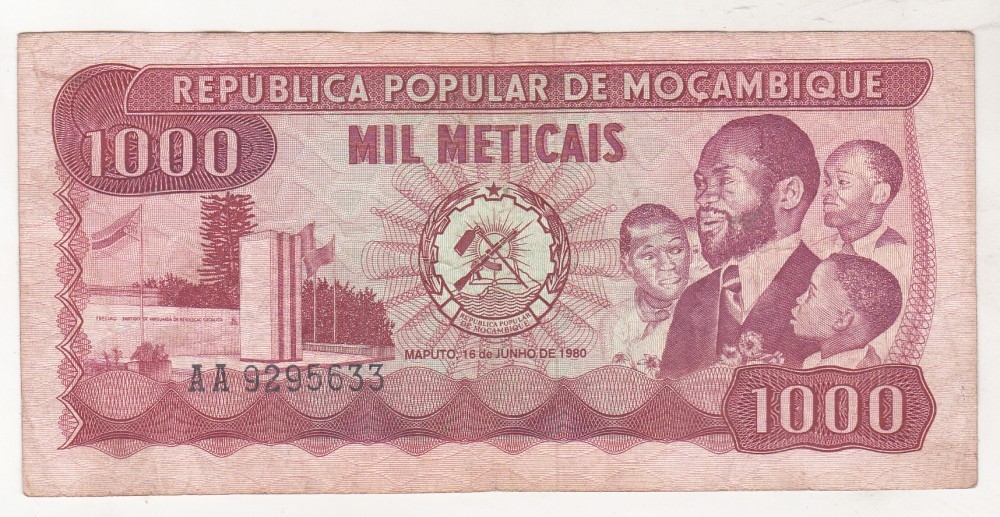 REPÚBLICA POPULAR DE MOÇAMBIQUE
1000
MIL METICAIS
REPUBLICA POPULAR
DE MOÇAMBIQUE
MAPUTO, 16 de JUNHO DE 1980
AA 9295633
1000